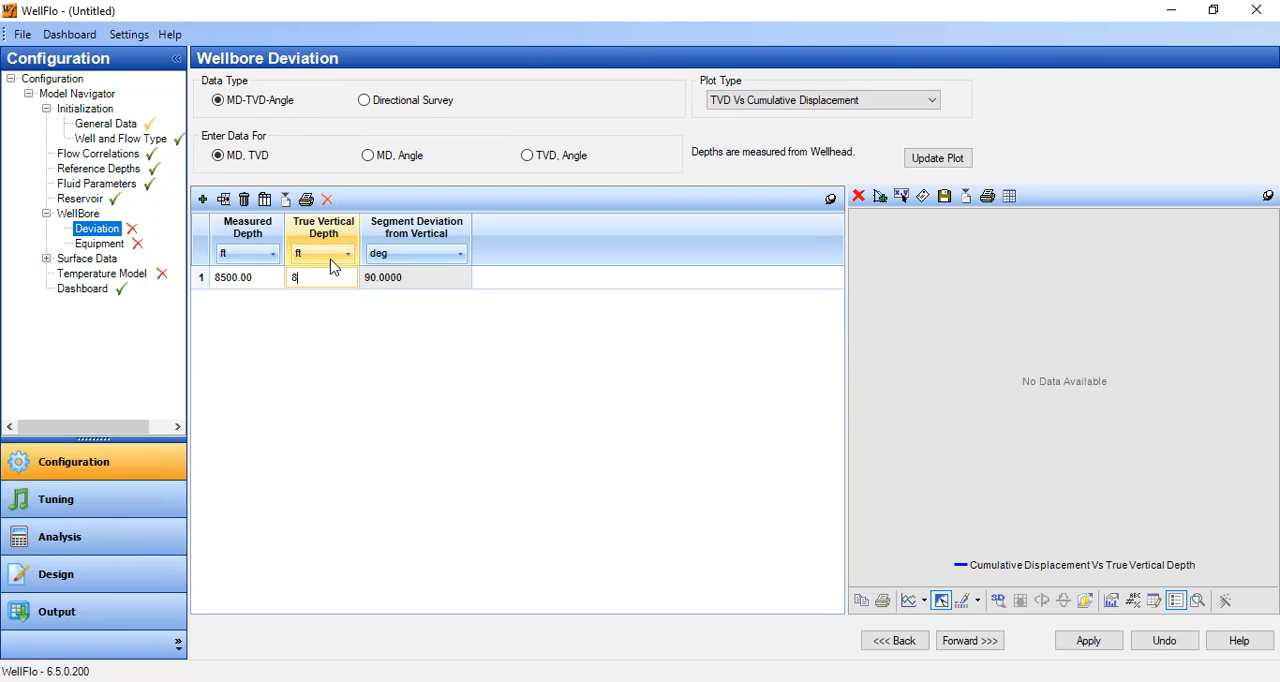 WellFlo - (Untitled)
File Dashboard Settings Help
Configuration
Configuration
Model Navigator
Initialization
General Data
Well and Flow Type
Flow Correlations
Reference Depths
Fluid Parameters
Reservoir
WellBore
Deviation
Equipment
Surface Data
Temperature Model
Dashboard
Configuration
Tuning
Analysis
Design
Output
Wellbore Deviation
Data Type
MD-TVD-Angle Directional Survey
Plot Type
TVD Vs Cumulative Displacement
Enter Data For
MD, TVD MD, Angle TVD, Angle
Depths are measured from Wellhead.
Update Plot
Measured Depth
True Vertical Depth
Segment Deviation from Vertical
ft ft deg
1 8500.00 8 90.0000
No Data Available
Cumulative Displacement Vs True Vertical Depth
3D
<<< Back Forward >>> Apply Undo Help
WellFlo - 6.5.0.200